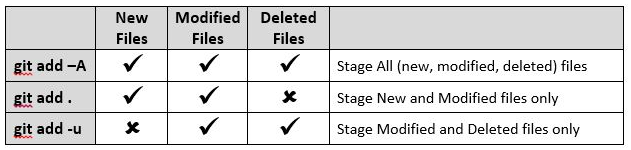 New Files Modified Files Deleted Files
git add –A ✓ ✓ ✓ Stage All (new, modified, deleted) files
git add . ✓ ✓ ✗ Stage New and Modified files only
git add -u ✗ ✓ ✓ Stage Modified and Deleted files only